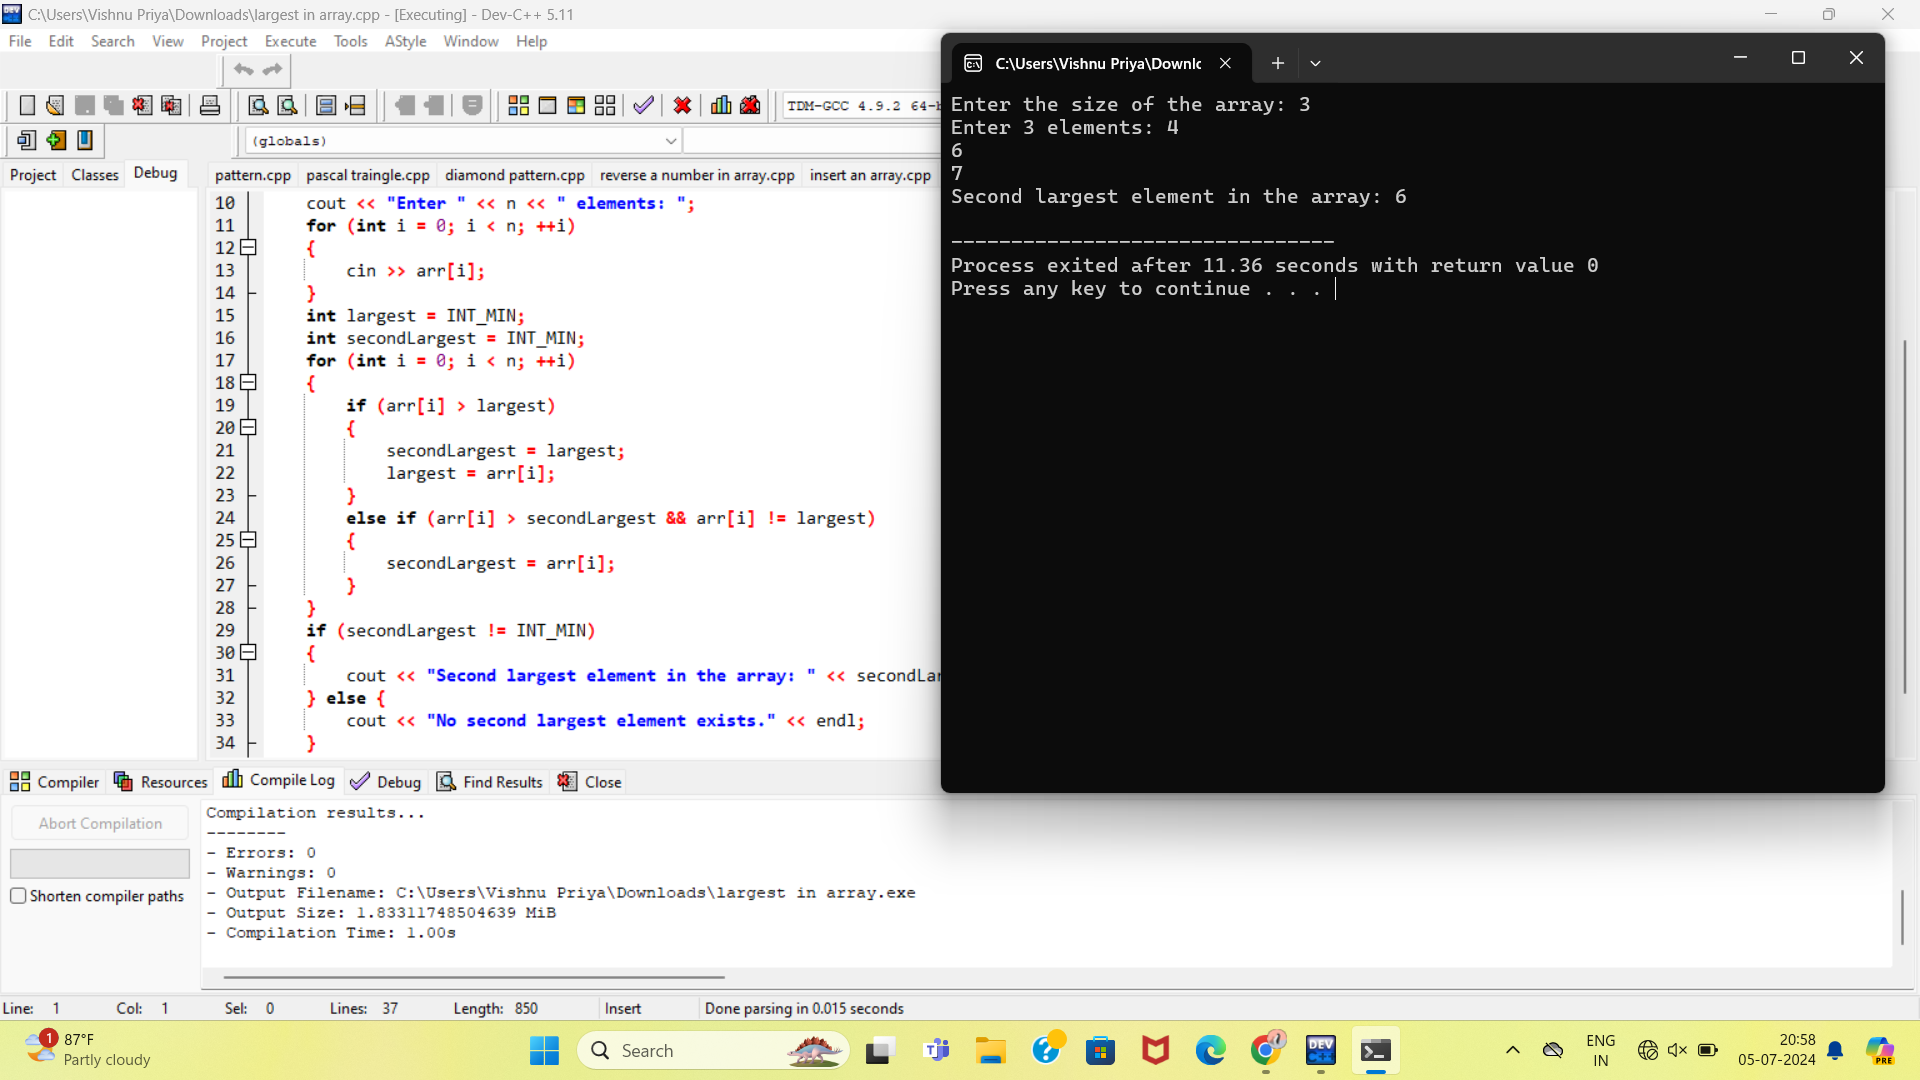 C:\Users\Vishnu Priya\Downloads\largest in array.cpp - [Executing] - Dev-C++ 5.11
File Edit Search View Project Execute Tools AStyle Window Help
TDM-GCC 4.9.2 64-b
(globals)
Project Classes Debug
pattern.cpp pascal traingle.cpp diamond pattern.cpp reverse a number in array.cpp insert an array.cpp
10 cout << "Enter " << n << " elements: ";
11 for (int i = 0; i < n; ++i)
12 {
13 cin >> arr[i];
14 }
15 int largest = INT_MIN;
16 int secondLargest = INT_MIN;
17 for (int i = 0; i < n; ++i)
18 {
19 if (arr[i] > largest)
20 {
21 secondLargest = largest;
22 largest = arr[i];
23 }
24 else if (arr[i] > secondLargest && arr[i] != largest)
25 {
26 secondLargest = arr[i];
27 }
28 }
29 if (secondLargest != INT_MIN)
30 {
31 cout << "Second largest element in the array: " << secondLar
32 } else {
33 cout << "No second largest element exists." << endl;
34 }
C:\Users\Vishnu Priya\Downlc
Enter the size of the array: 3
Enter 3 elements: 4
6
7
Second largest element in the array: 6
--------------------------------
Process exited after 11.36 seconds with return value 0
Press any key to continue . . .
Compiler Resources Compile Log Debug Find Results Close
Abort Compilation
Shorten compiler paths
Compilation results...
--------
- Errors: 0
- Warnings: 0
- Output Filename: C:\Users\Vishnu Priya\Downloads\largest in array.exe
- Output Size: 1.83311748504639 MiB
- Compilation Time: 1.00s
Line: 1 Col: 1 Sel: 0 Lines: 37 Length: 850 Insert Done parsing in 0.015 seconds
1
87°F
Partly cloudy
Search
DEV
ENG
IN
20:58
05-07-2024
PRE